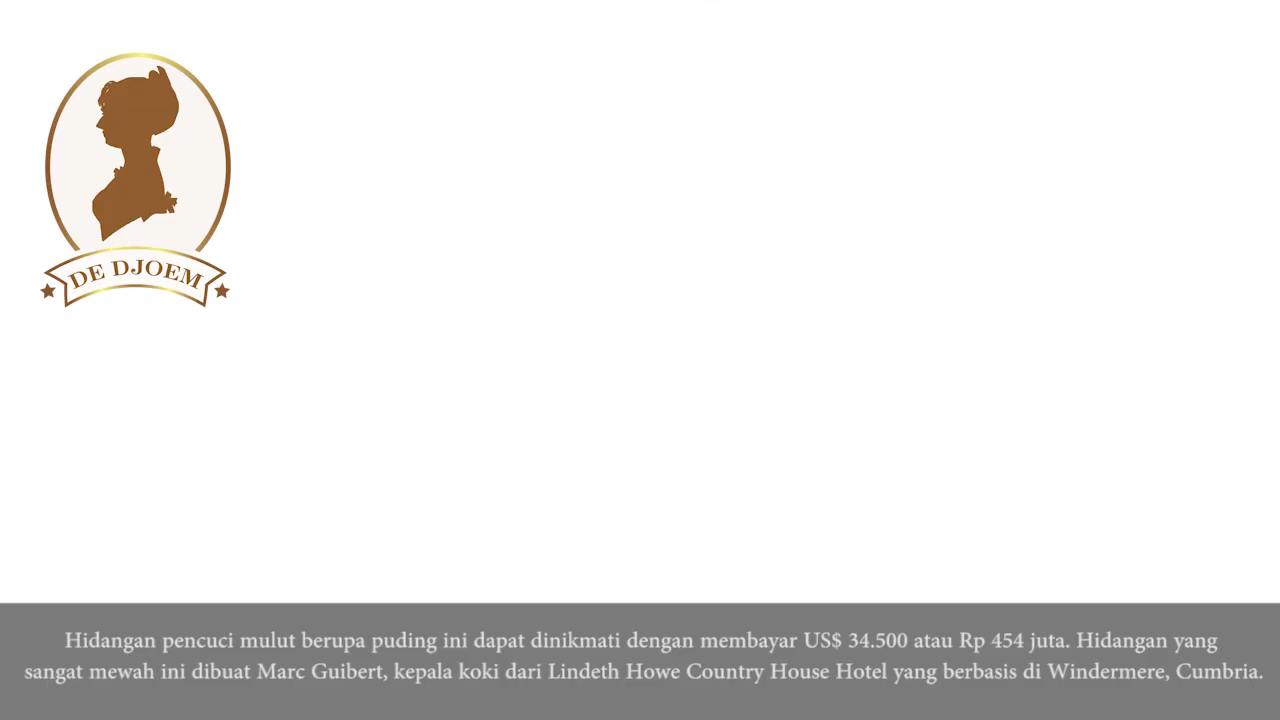 DE DJOEM
Hidangan pencuci mulut berupa puding ini dapat dinikmati dengan membayar US$ 34.500 atau Rp 454 juta. Hidangan yang
sangat mewah ini dibuat Marc Guibert, kepala koki dari Lindeth Howe Country House Hotel yang berbasis di Windermere, Cumbria.